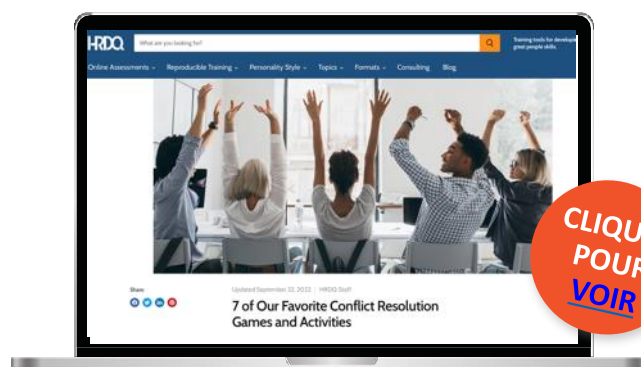 HRDQ
What are you looking for?
Training tools for developi
great people skills.
Online Assessments
Reproducible Training
Personality Style
Topics
Formats
Consulting
Blog
CLIQU
POUR
VOIR
Share:
Updated September 13, 2022 | HRDQ Staff
7 of Our Favorite Conflict Resolution
Games and Activities